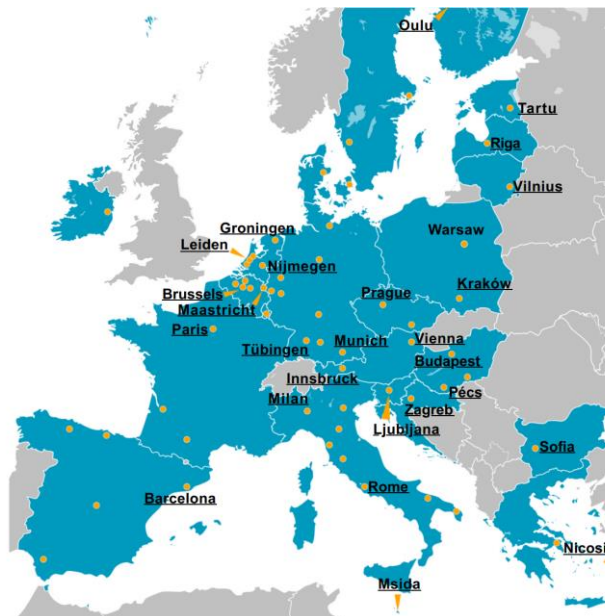 Oulu
Tartu
Riga
Vilnius
Groningen
Leiden
Warsaw
Nijmegen
Brussels
Maastricht
Prague
Kraków
Paris
Tübingen
Munich
Vienna
Budapest
Innsbruck
Milan
Zagreb
Pécs
Ljubljana
Sofia
Barcelona
Rome
Nicosi
Msida